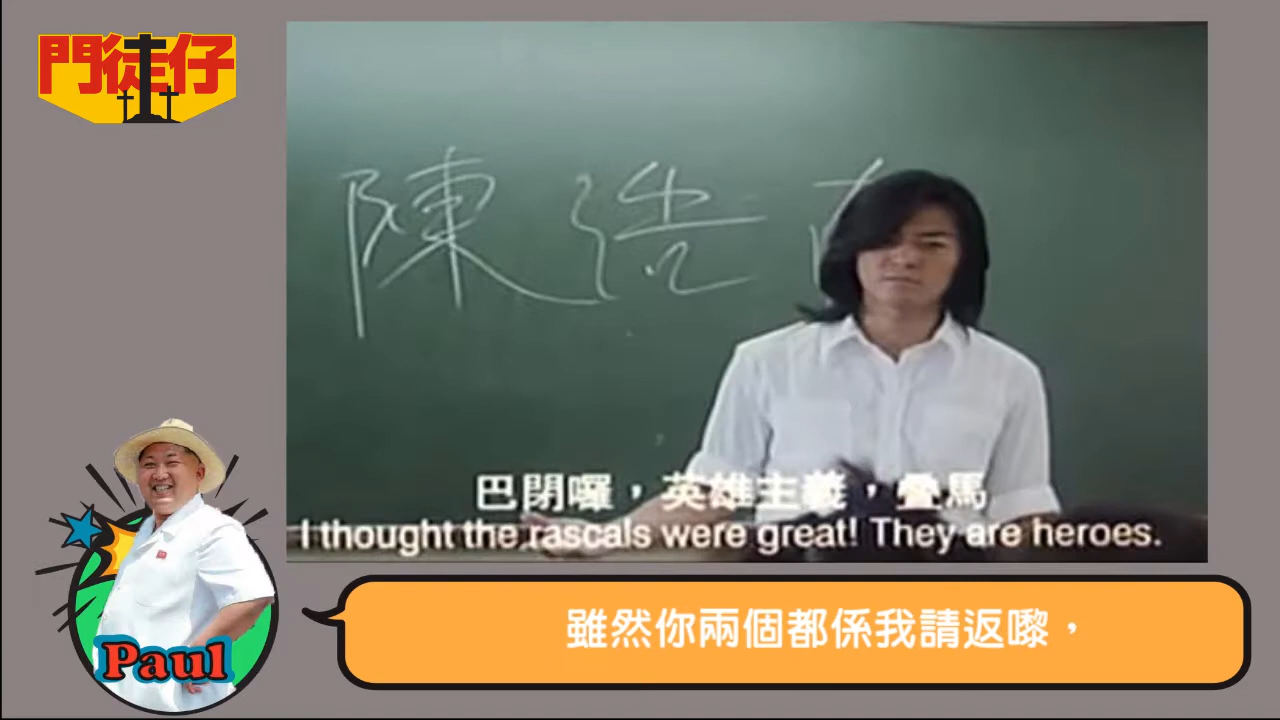 門徒仔
陳浩
巴閉囉,英雄主義,疊馬
I thought the rascals were great! They are heroes.
雖然你兩個都係我請返嚟,
Paul